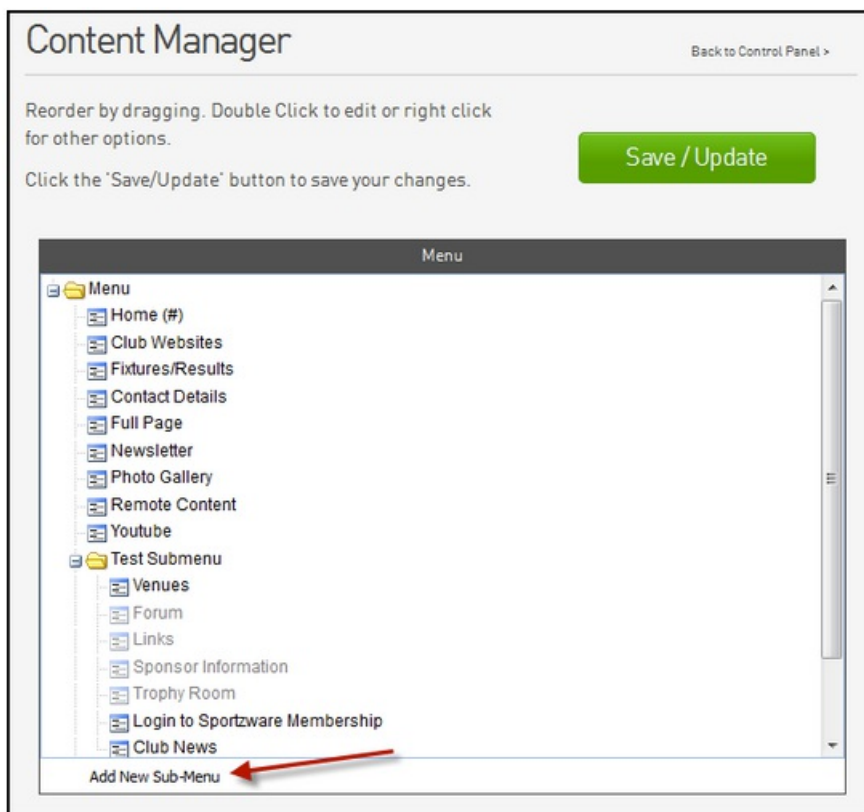 Content Manager
Back to Control Panel >
Reorder by dragging. Double Click to edit or right click
for other options.
Save / Update
Click the 'Save/Update' button to save your changes.
Menu
Menu
Home (#)
Club Websites
Fixtures/Results
Contact Details
Full Page
Newsletter
Photo Gallery
Remote Content
Youtube
Test Submenu
Venues
Forum
Links
Sponsor Information
Trophy Room
Login to Sportzware Membership
Club News
Add New Sub-Menu